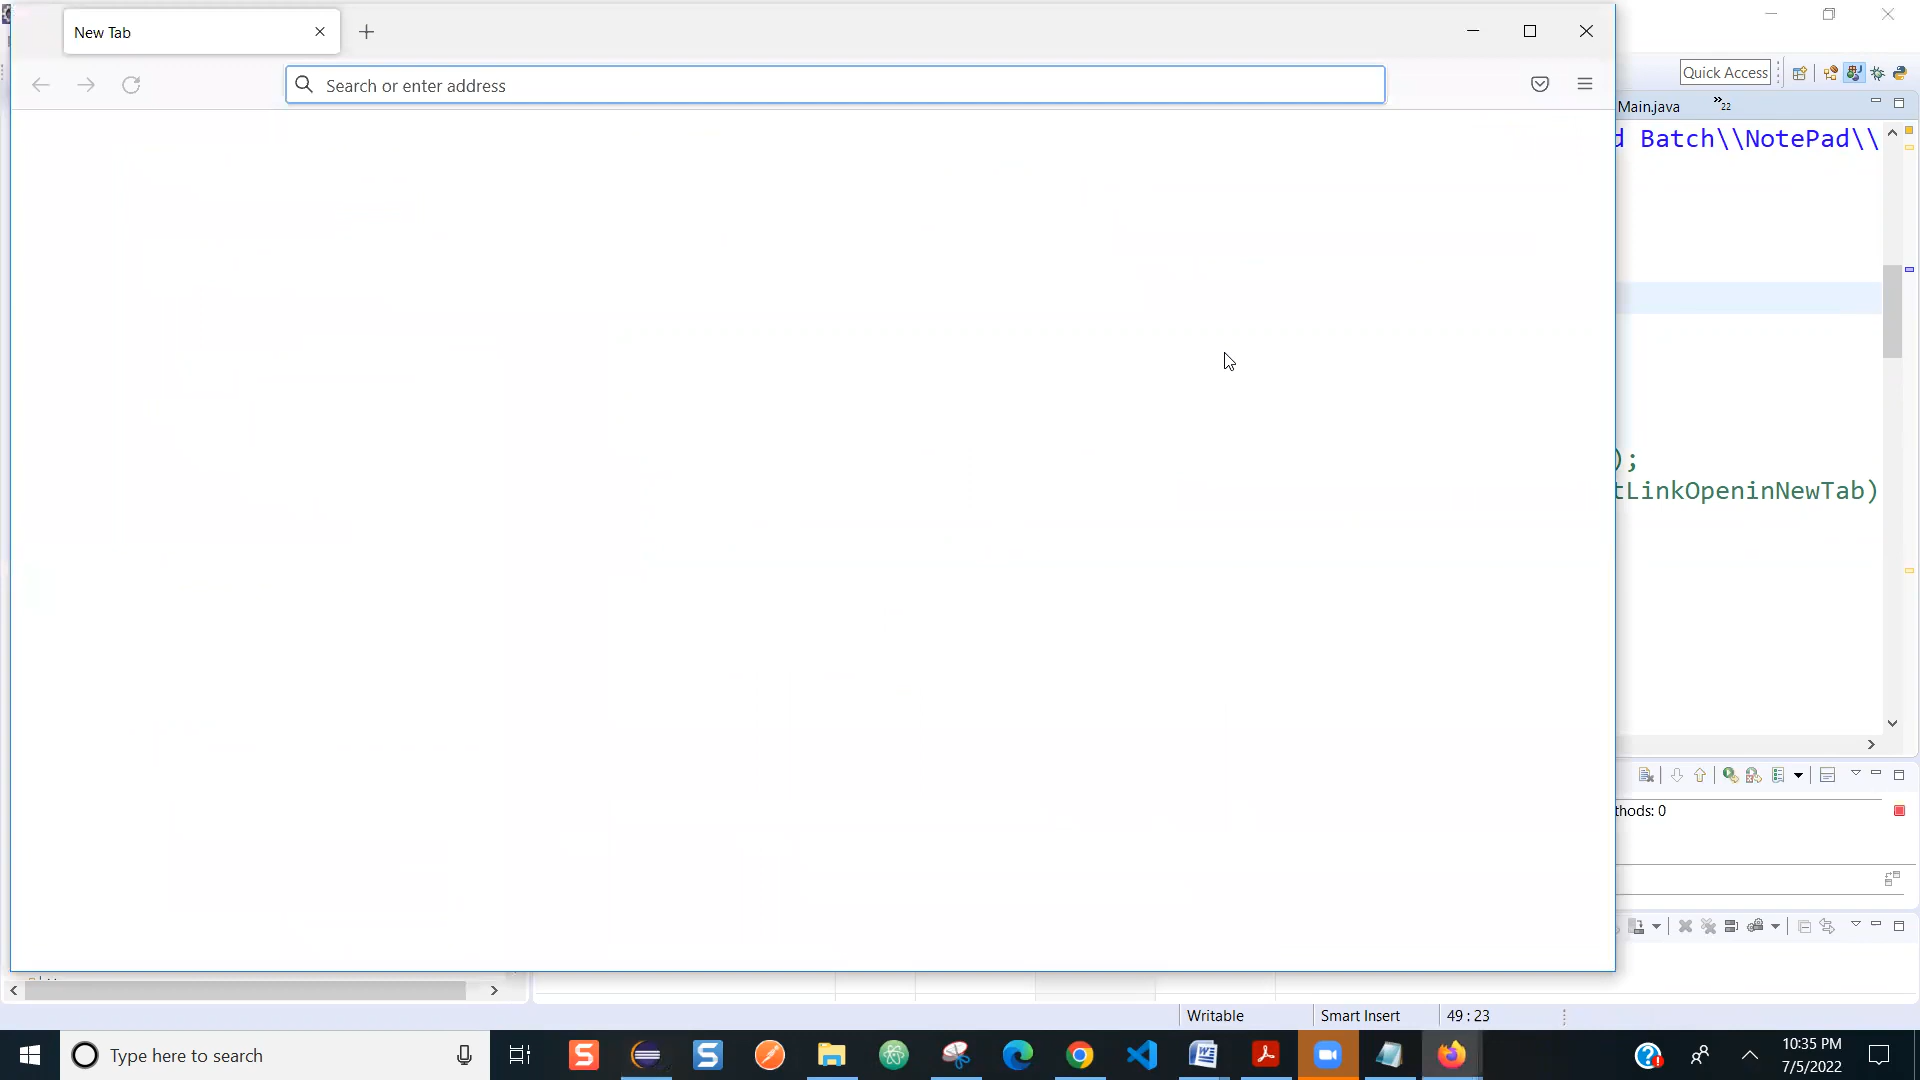 New Tab
Search or enter address
Quick Access
Main.java
22
d Batch\\NotePad\\
);
tLinkOpeninNewTab)
thods: 0
Writable
Smart Insert
49 : 23
Type here to search
10:35 PM
7/5/2022